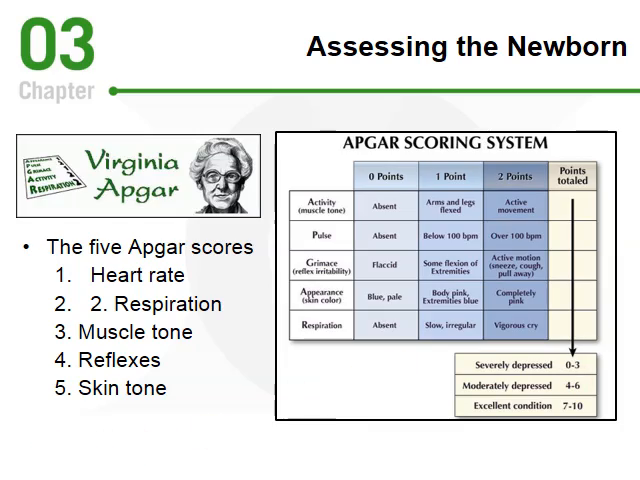 03
Chapter
Assessing the Newborn
APPEARANCE
PULSE
GRIMACE
ACTIVITY
RESPIRATION
Virginia
Apgar
• The five Apgar scores
1. Heart rate
2. 2. Respiration
3. Muscle tone
4. Reflexes
5. Skin tone
APGAR SCORING SYSTEM
0 Points 1 Point 2 Points Points totaled
Activity (muscle tone) Absent Arms and legs flexed Active movement
Pulse Absent Below 100 bpm Over 100 bpm
Grimace (reflex irritability) Flaccid Some flexion of Extremities Active motion (sneeze, cough, pull away)
Appearance (skin color) Blue, pale Body pink, Extremities blue Completely pink
Respiration Absent Slow, irregular Vigorous cry
Severely depressed 0-3
Moderately depressed 4-6
Excellent condition 7-10